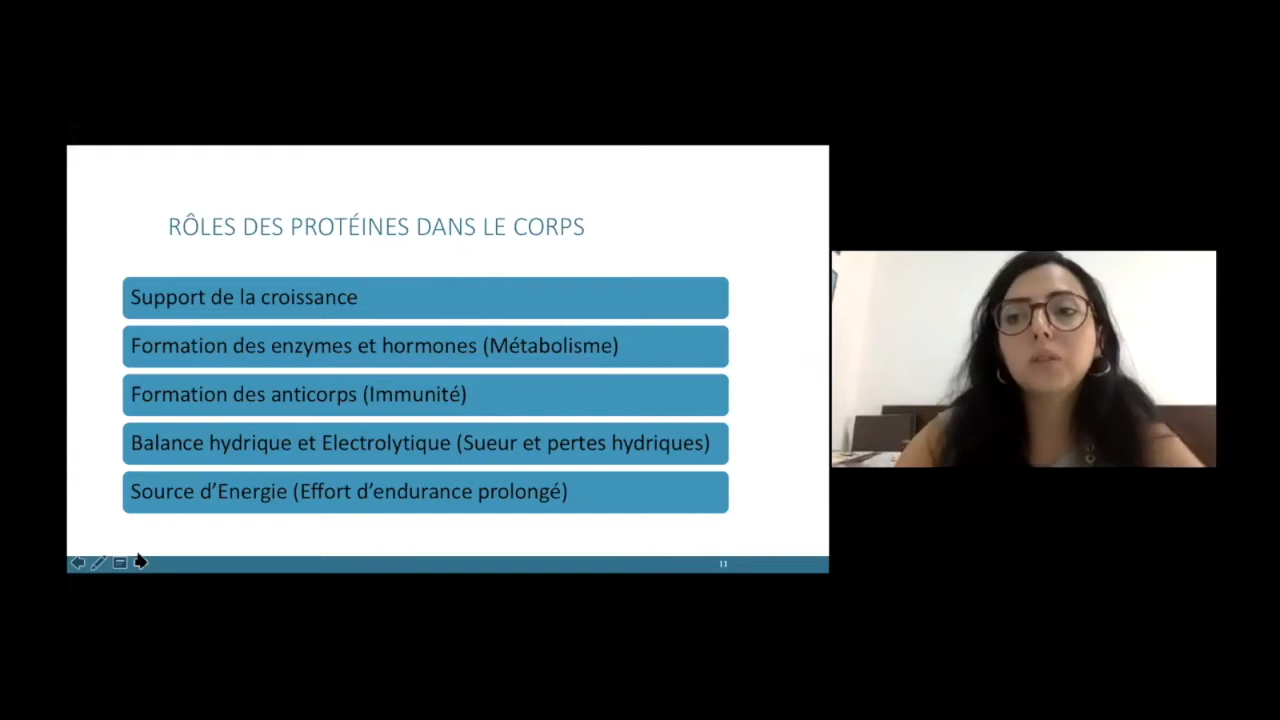 RÔLES DES PROTÉINES DANS LE CORPS
Support de la croissance
Formation des enzymes et hormones (Métabolisme)
Formation des anticorps (Immunité)
Balance hydrique et Electrolytique (Sueur et pertes hydriques)
Source d’Energie (Effort d’endurance prolongé)
11